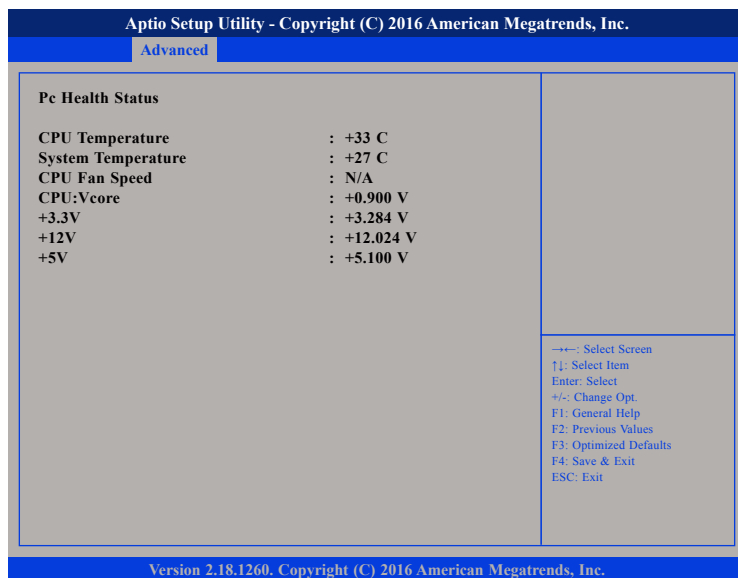 Aptio Setup Utility - Copyright (C) 2016 American Megatrends, Inc.
Advanced
Pc Health Status
CPU Temperature : +33 C
System Temperature : +27 C
CPU Fan Speed : N/A
CPU:Vcore : +0.900 V
+3.3V : +3.284 V
+12V : +12.024 V
+5V : +5.100 V
→←: Select Screen
↑↓: Select Item
Enter: Select
+/-: Change Opt.
F1: General Help
F2: Previous Values
F3: Optimized Defaults
F4: Save & Exit
ESC: Exit
Version 2.18.1260. Copyright (C) 2016 American Megatrends, Inc.